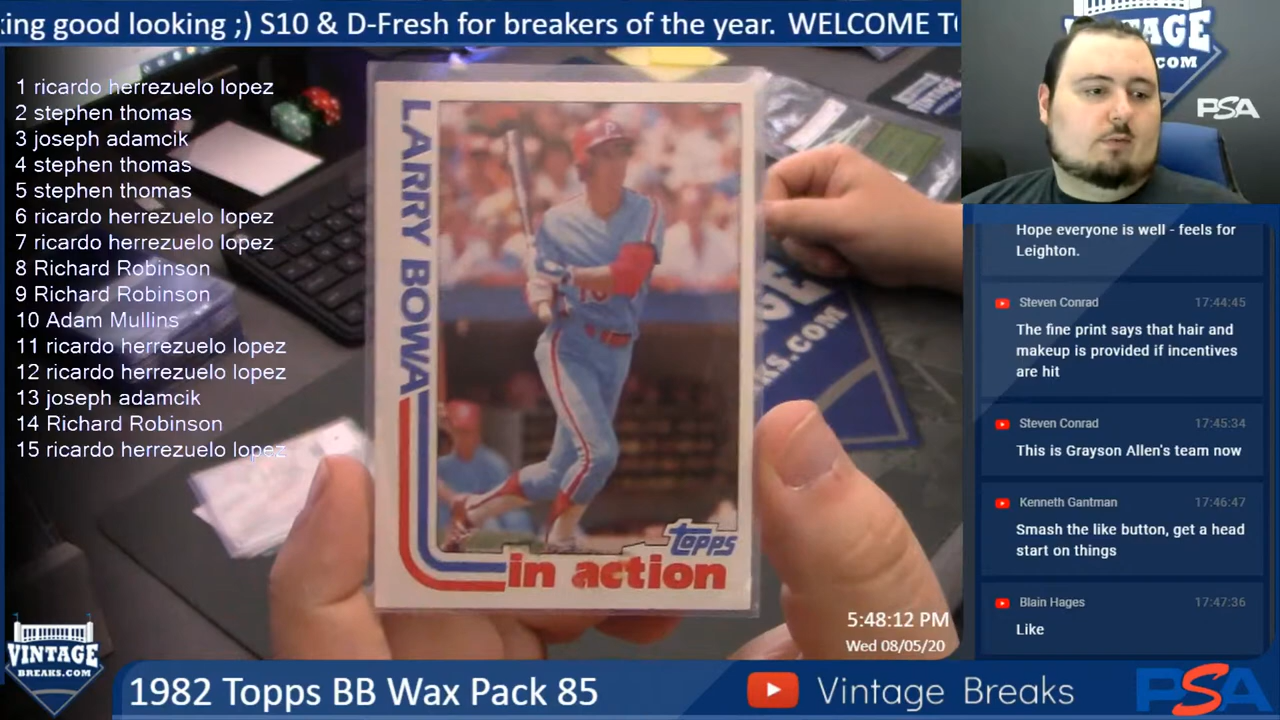 king good looking ;) S10 & D-Fresh for breakers of the year. WELCOME TO
1 ricardo herrezuelo lopez
2 stephen thomas
3 joseph adamcik
4 stephen thomas
5 stephen thomas
6 ricardo herrezuelo lopez
7 ricardo herrezuelo lopez
8 Richard Robinson
9 Richard Robinson
10 Adam Mullins
11 ricardo herrezuelo lopez
12 ricardo herrezuelo lopez
13 joseph adamcik
14 Richard Robinson
15 ricardo herrezuelo lopez
LARRY BOWA
P
10
Topps
in action
S.COM
VINTAGE
.COM
PSA
Hope everyone is well - feels for
Leighton.
Steven Conrad 17:44:45
The fine print says that hair and
makeup is provided if incentives
are hit
Steven Conrad 17:45:34
This is Grayson Allen's team now
Kenneth Gantman 17:46:47
Smash the like button, get a head
start on things
Blain Hages 17:47:36
Like
5:48:12 PM
Wed 08/05/20
VINTAGE
BREAKS.COM
1982 Topps BB Wax Pack 85
Vintage Breaks
PSA